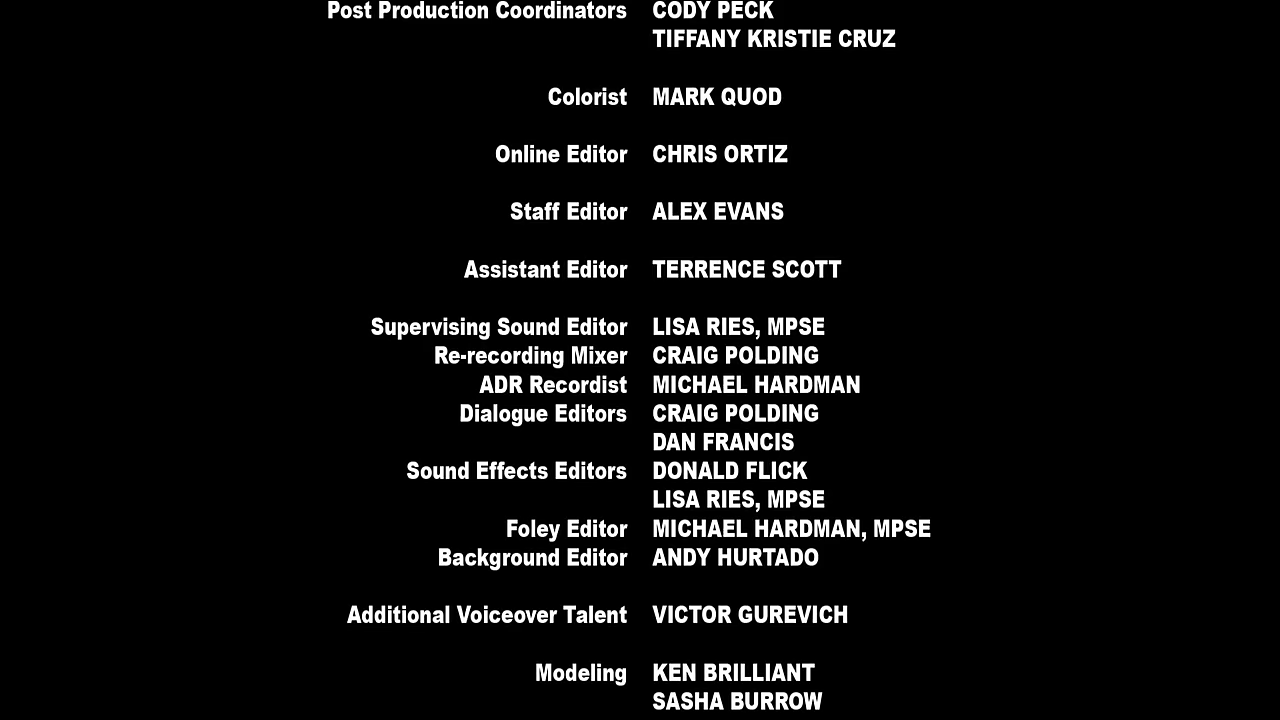 Post Production Coordinators CODY PECK
TIFFANY KRISTIE CRUZ
Colorist MARK QUOD
Online Editor CHRIS ORTIZ
Staff Editor ALEX EVANS
Assistant Editor TERRENCE SCOTT
Supervising Sound Editor LISA RIES, MPSE
Re-recording Mixer CRAIG POLDING
ADR Recordist MICHAEL HARDMAN
Dialogue Editors CRAIG POLDING
DAN FRANCIS
Sound Effects Editors DONALD FLICK
LISA RIES, MPSE
Foley Editor MICHAEL HARDMAN, MPSE
Background Editor ANDY HURTADO
Additional Voiceover Talent VICTOR GUREVICH
Modeling KEN BRILLIANT
SASHA BURROW